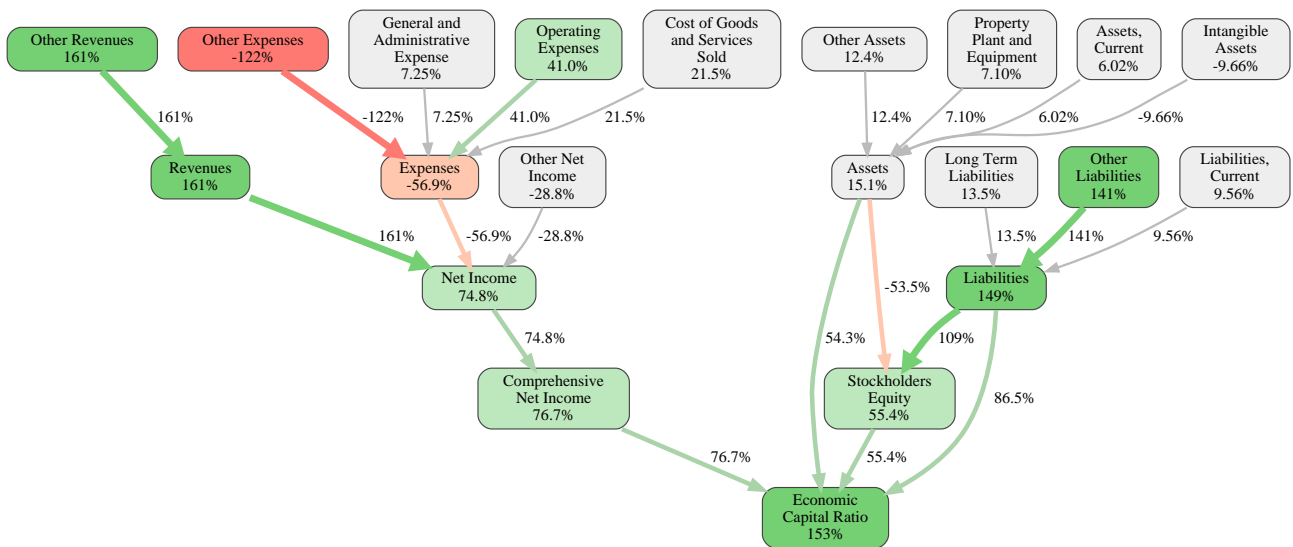 Other Revenues
161%
Other Expenses
-122%
General and
Administrative
Expense
7.25%
Operating
Expenses
41.0%
Cost of Goods
and Services
Sold
21.5%
Other Assets
12.4%
Property
Plant and
Equipment
7.10%
Assets,
Current
6.02%
Intangible
Assets
-9.66%
161%
-122%
7.25%
41.0%
21.5%
12.4%
7.10%
6.02%
-9.66%
Revenues
161%
Expenses
-56.9%
Other Net
Income
-28.8%
Assets
15.1%
Long Term
Liabilities
13.5%
Other
Liabilities
141%
Liabilities,
Current
9.56%
161%
-56.9%
-28.8%
13.5%
141%
9.56%
Net Income
74.8%
-53.5%
Liabilities
149%
74.8%
54.3%
109%
Comprehensive
Net Income
76.7%
Stockholders
Equity
55.4%
86.5%
76.7%
55.4%
Economic
Capital Ratio
153%